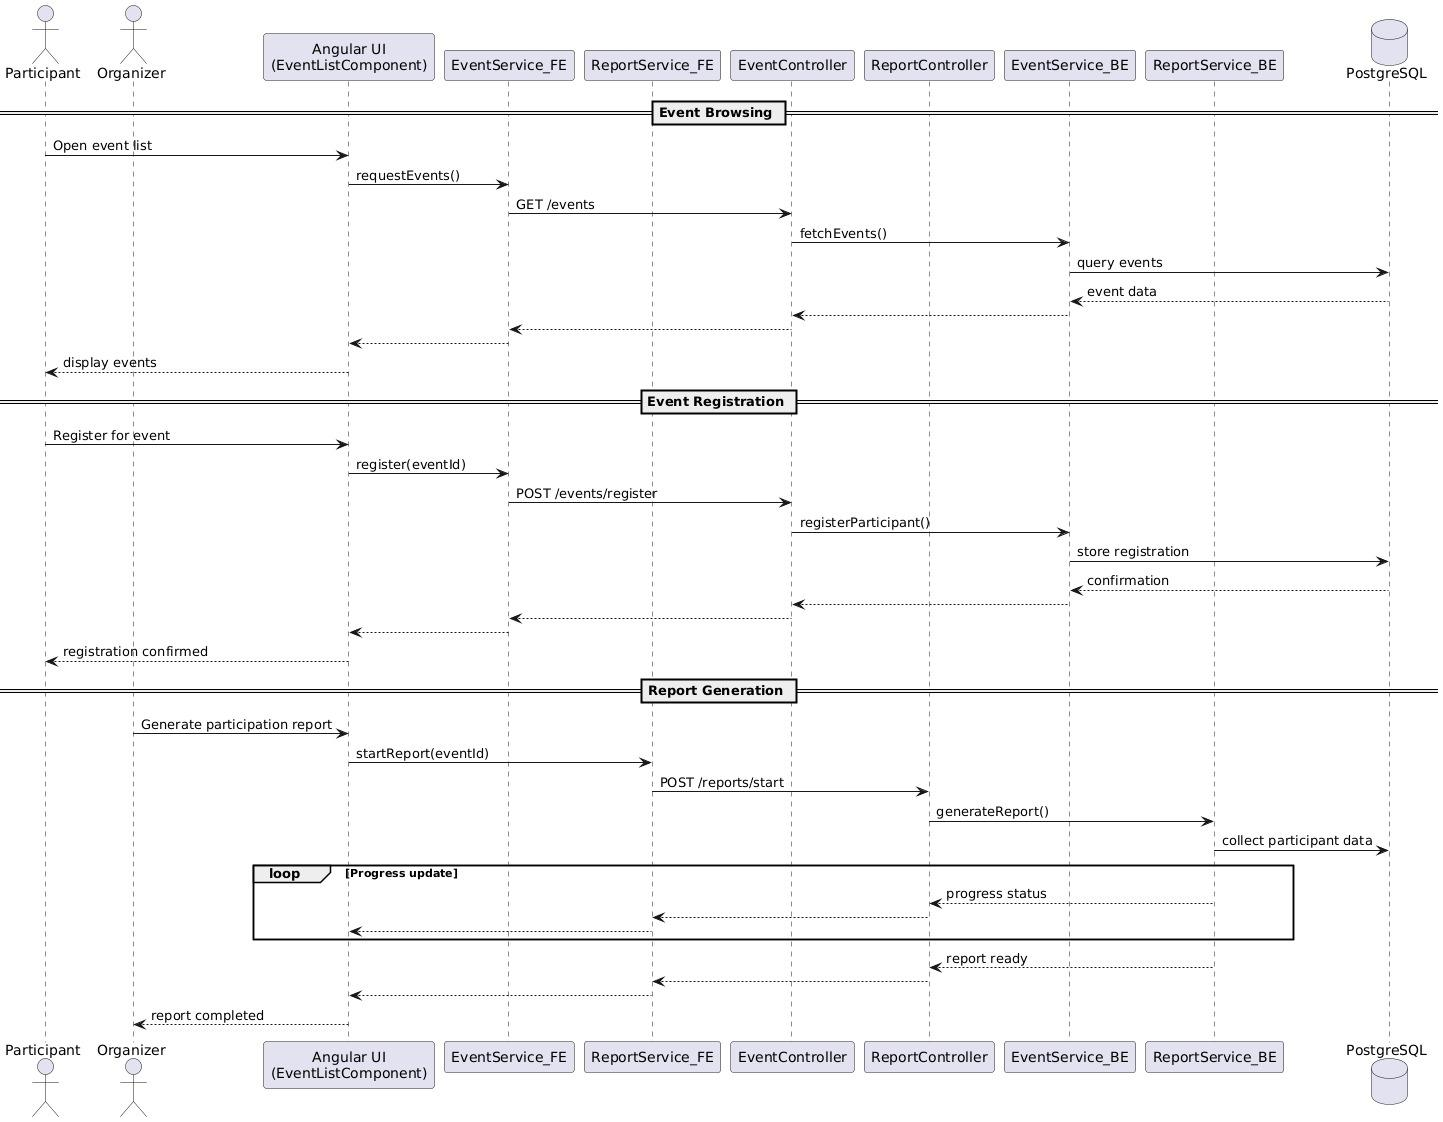 Participant
Organizer
Angular UI
(EventListComponent)
EventService_FE
ReportService_FE
EventController
ReportController
EventService_BE
ReportService_BE
PostgreSQL
Event Browsing
Open event list
requestEvents()
GET /events
fetchEvents()
query events
event data
display events
Event Registration
Register for event
register(eventId)
POST /events/register
registerParticipant()
store registration
confirmation
registration confirmed
Report Generation
Generate participation report
startReport(eventId)
POST /reports/start
generateReport()
collect participant data
loop
[Progress update]
progress status
report ready
report completed
Participant
Organizer
Angular UI
(EventListComponent)
EventService_FE
ReportService_FE
EventController
ReportController
EventService_BE
ReportService_BE
PostgreSQL